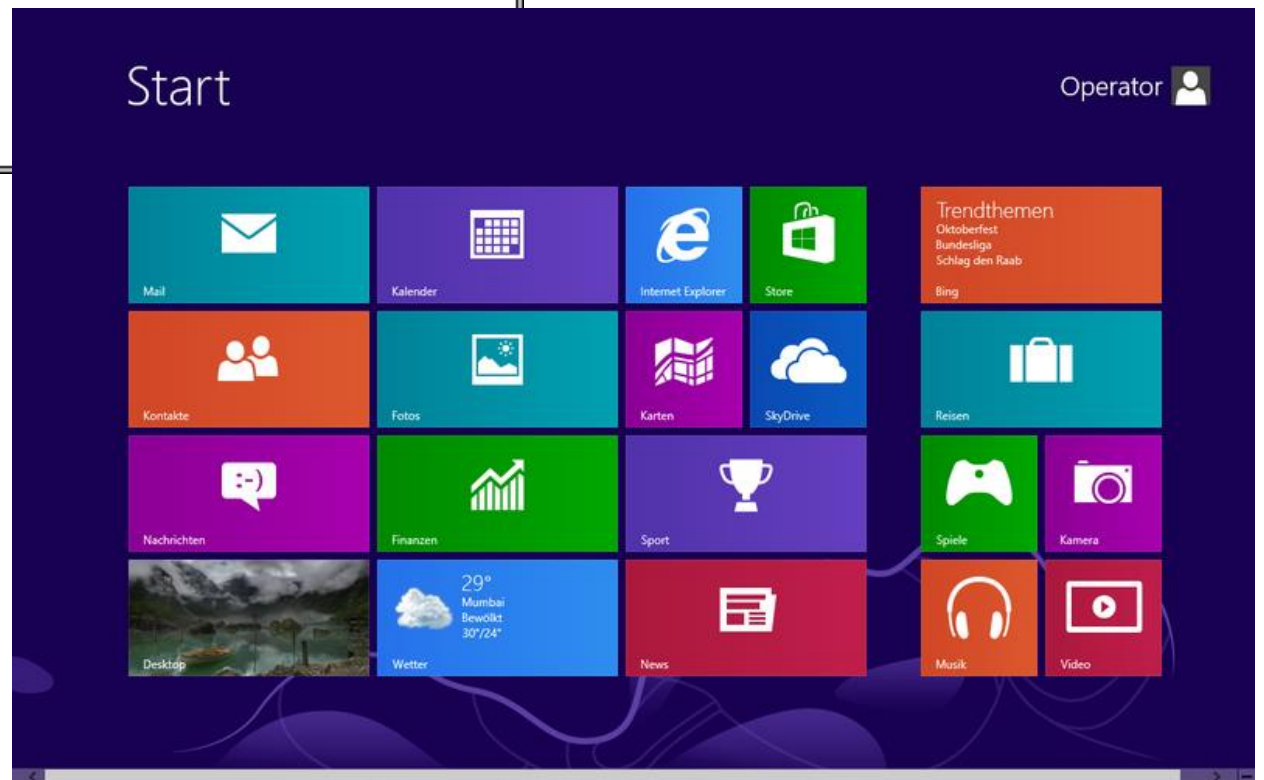 Start
Operator
Mail
Kalender
Internet Explorer
Store
Trendthemen
Oktoberfest
Bundesliga
Schlag den Raab
Bing
Kontakte
Fotos
Karten
SkyDrive
Reisen
:-)
Nachrichten
Finanzen
Sport
Spiele
Kamera
Desktop
29°
Mumbai
Bewölkt
30°/24°
Wetter
News
Musik
Video